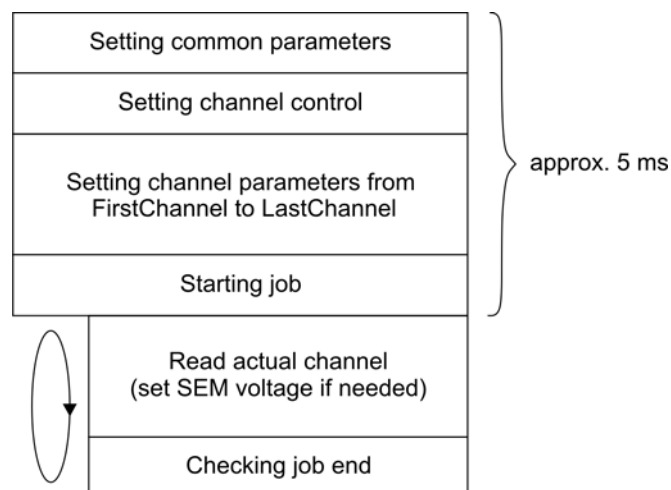 Setting common parameters
Setting channel control
approx. 5 ms
Setting channel parameters from
FirstChannel to LastChannel
Starting job
Read actual channel
(set SEM voltage if needed)
Checking job end